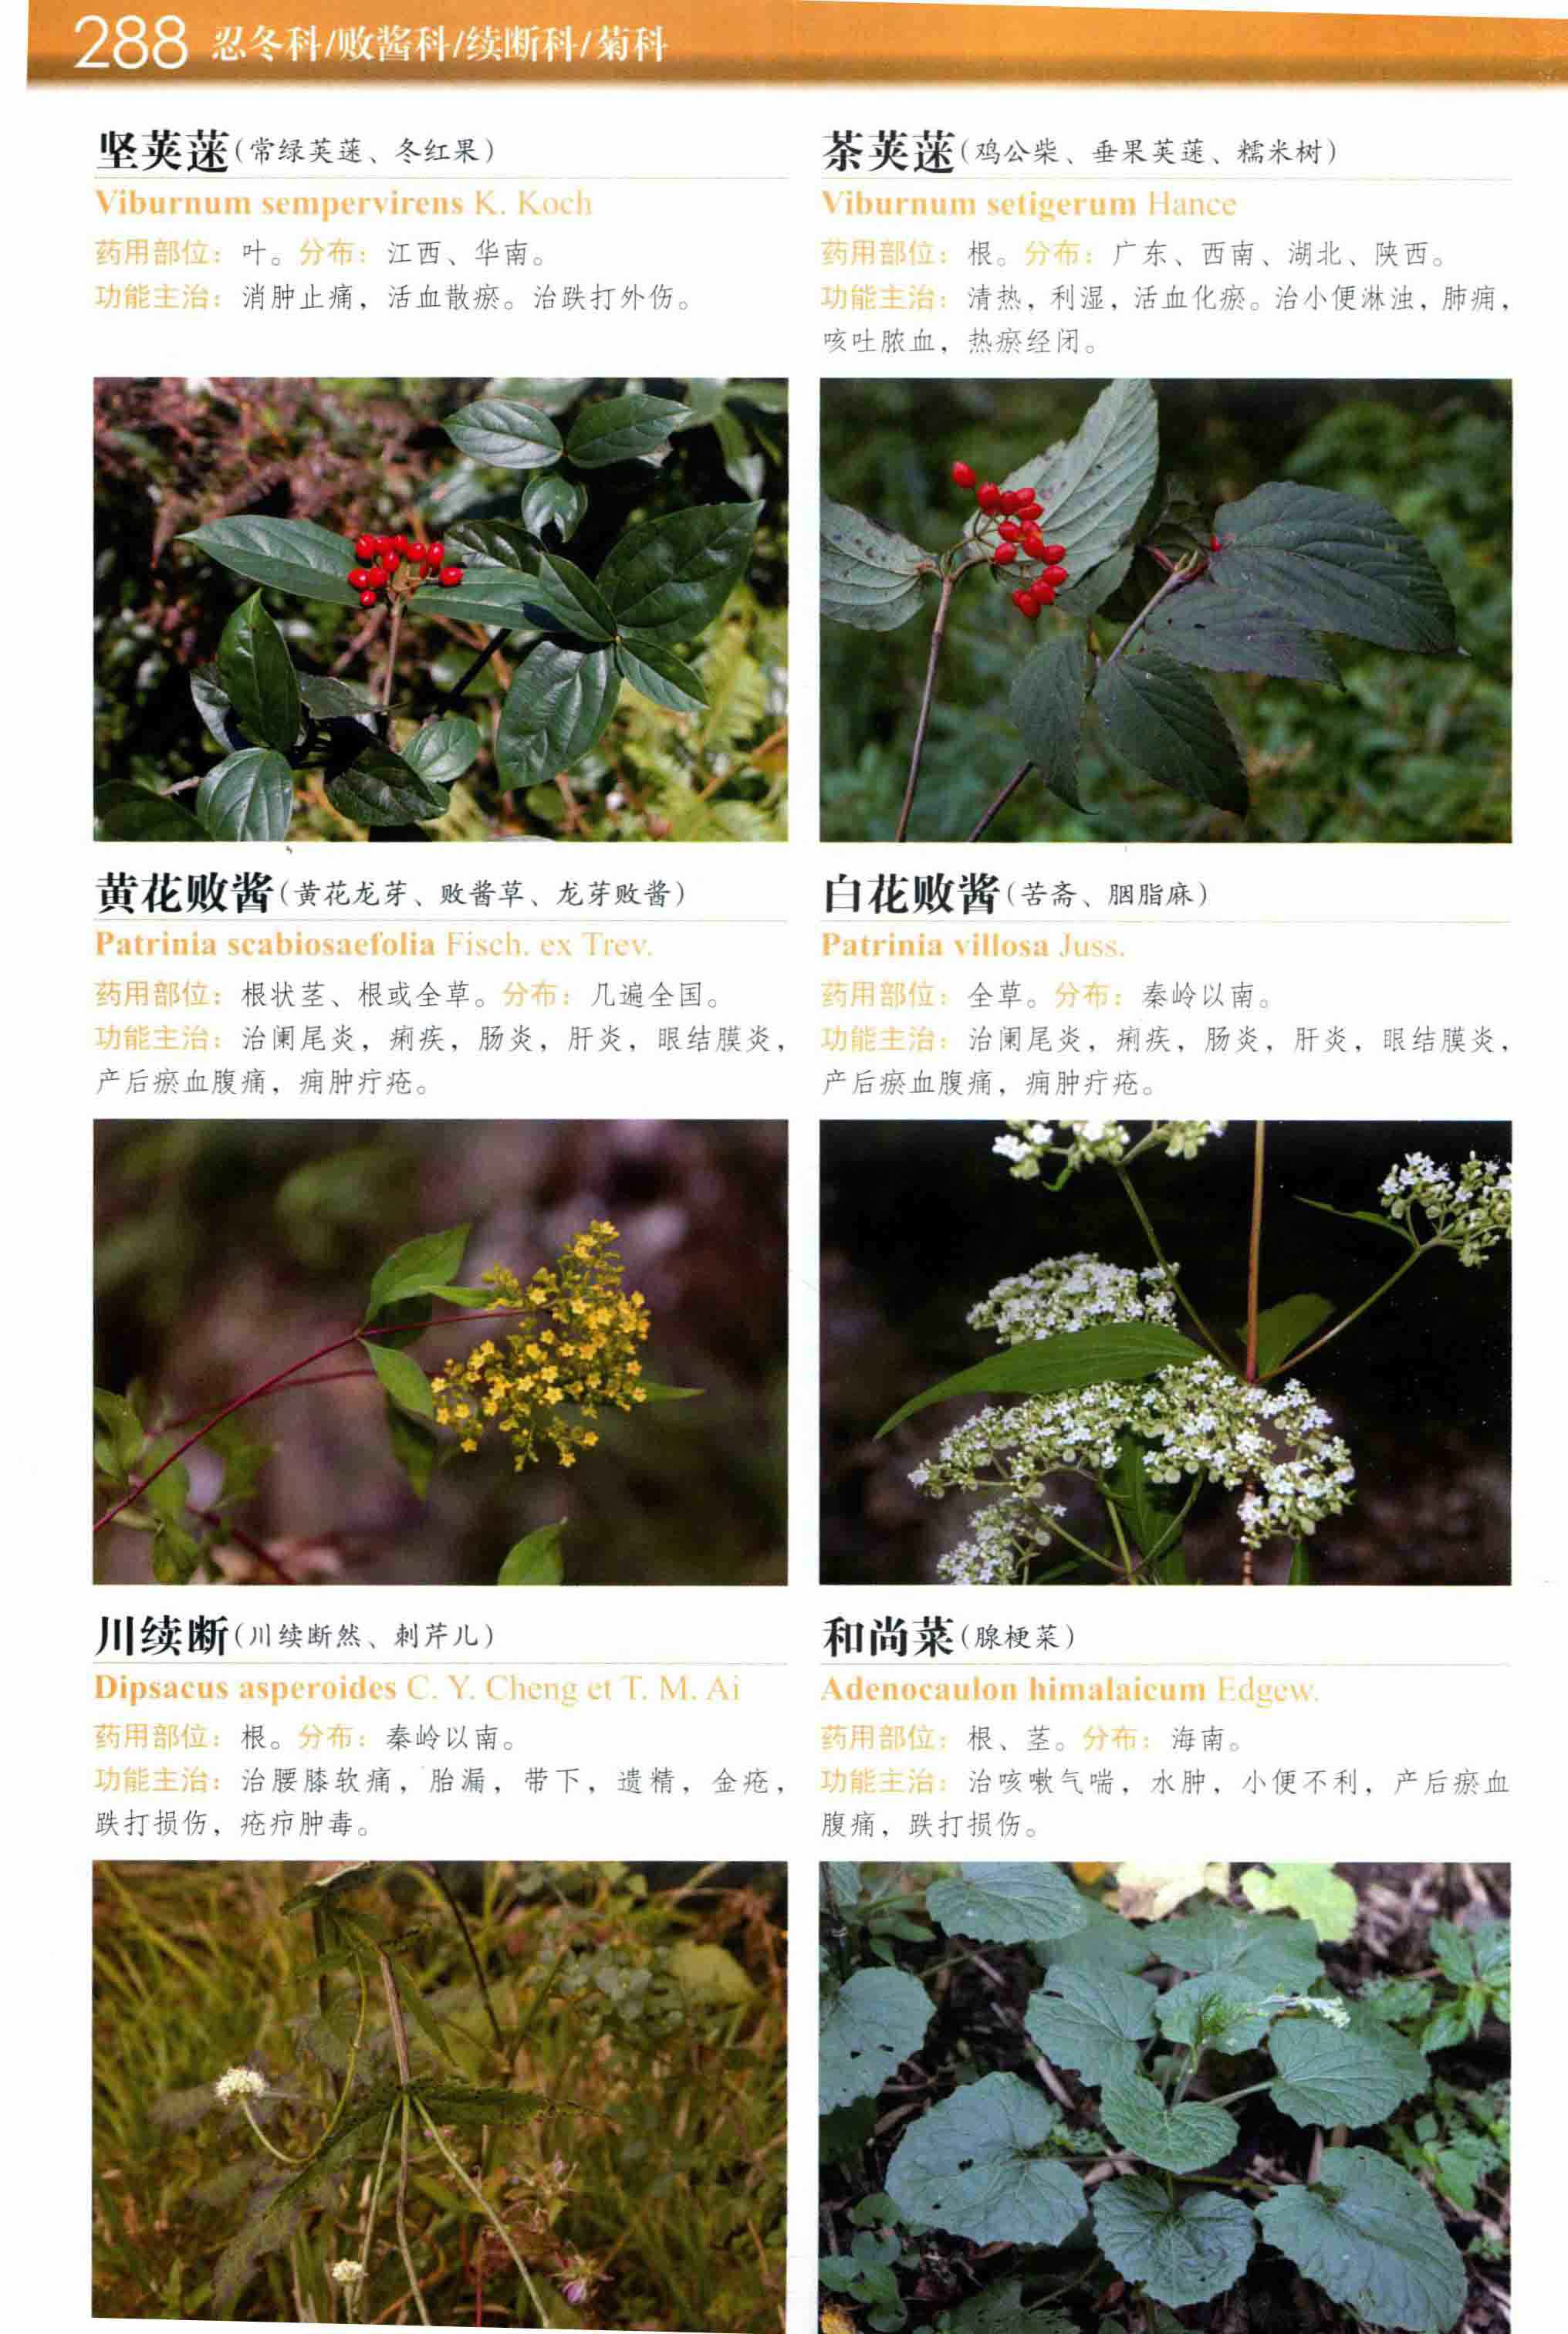 288 忍冬科/败酱科/续断科/菊科
坚荚蒾(常绿荚蒾、冬红果)
Viburnum sempervirens K. Koch
药用部位：叶。分布：江西、华南。
功能主治：消肿止痛，活血散瘀。治跌打外伤。
茶荚蒾(鸡公柴、垂果荚蒾、糯米树)
Viburnum setigerum Hance
药用部位：根。分布：广东、西南、湖北、陕西。
功能主治：清热，利湿，活血化瘀。治小便淋浊，肺痈，
咳吐脓血，热瘀经闭。
黄花败酱(黄花龙芽、败酱草、龙芽败酱)
Patrinia scabiosaefolia Fisch. ex Trev.
药用部位：根状茎、根或全草。分布：几遍全国。
功能主治：治阑尾炎，痢疾，肠炎，肝炎，眼结膜炎，
产后瘀血腹痛，痈肿疔疮。
白花败酱(苦斋、胭脂麻)
Patrinia villosa Juss.
药用部位：全草。分布：秦岭以南。
功能主治：治阑尾炎，痢疾，肠炎，肝炎，眼结膜炎，
产后瘀血腹痛，痈肿疔疮。
川续断(川续断然、刺芹儿)
Dipsacus asperoides C. Y. Cheng et T. M. Ai
药用部位：根。分布：秦岭以南。
功能主治：治腰膝软痛，胎漏，带下，遗精，金疮，
跌打损伤，疮疖肿毒。
和尚菜(腺梗菜)
Adenocaulon himalaicum Edgew.
药用部位：根、茎。分布：海南。
功能主治：治咳嗽气喘，水肿，小便不利，产后瘀血
腹痛，跌打损伤。